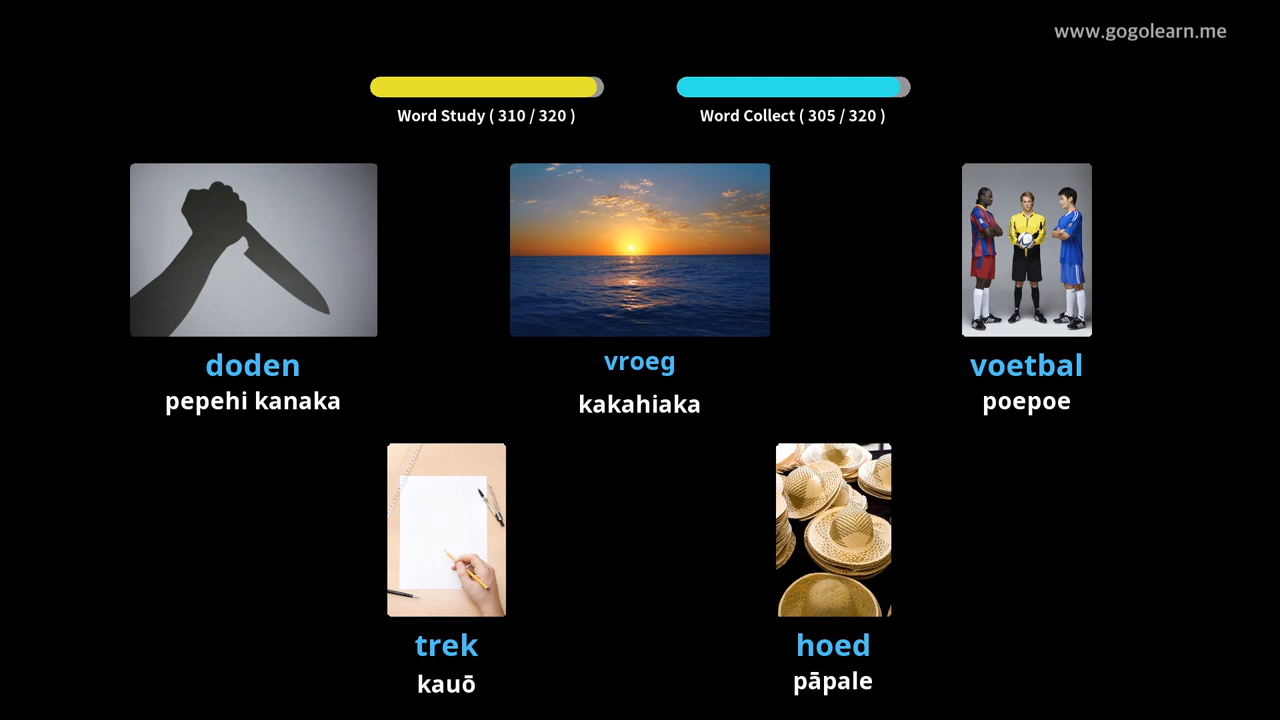 www.gogolearn.me
Word Study ( 310 / 320 )
Word Collect ( 305 / 320 )
doden
pepehi kanaka
vroeg
kakahiaka
voetbal
poepoe
trek
kauō
hoed
pāpale